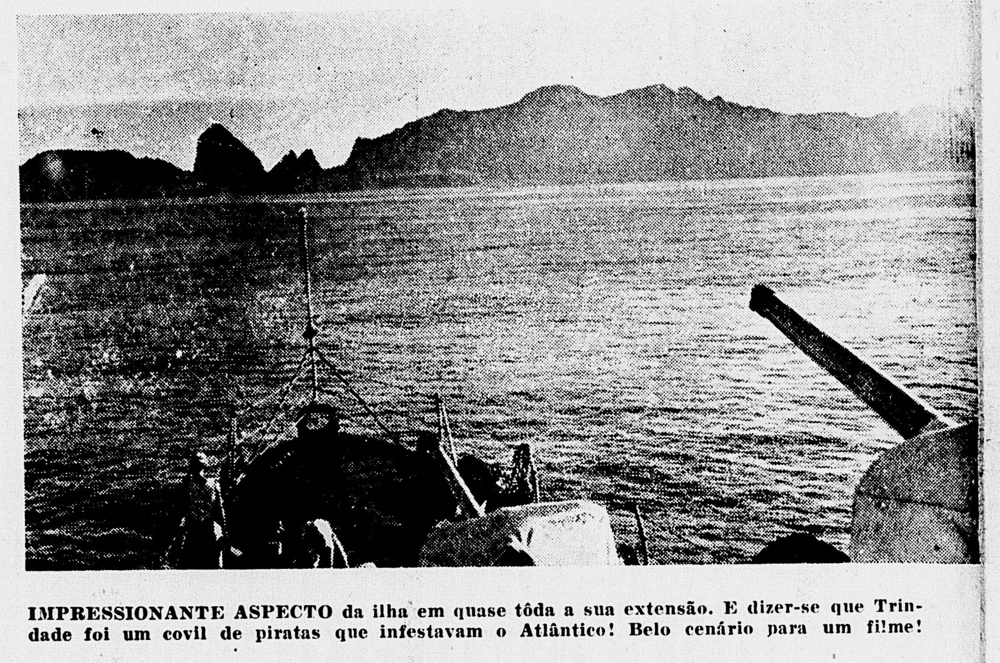 IMPRESSIONANTE ASPECTO da ilha em quase tôda a sua extensão. E dizer-se que Trin-
dade foi um covil de piratas que infestavam o Atlântico! Belo cenário para um filme!